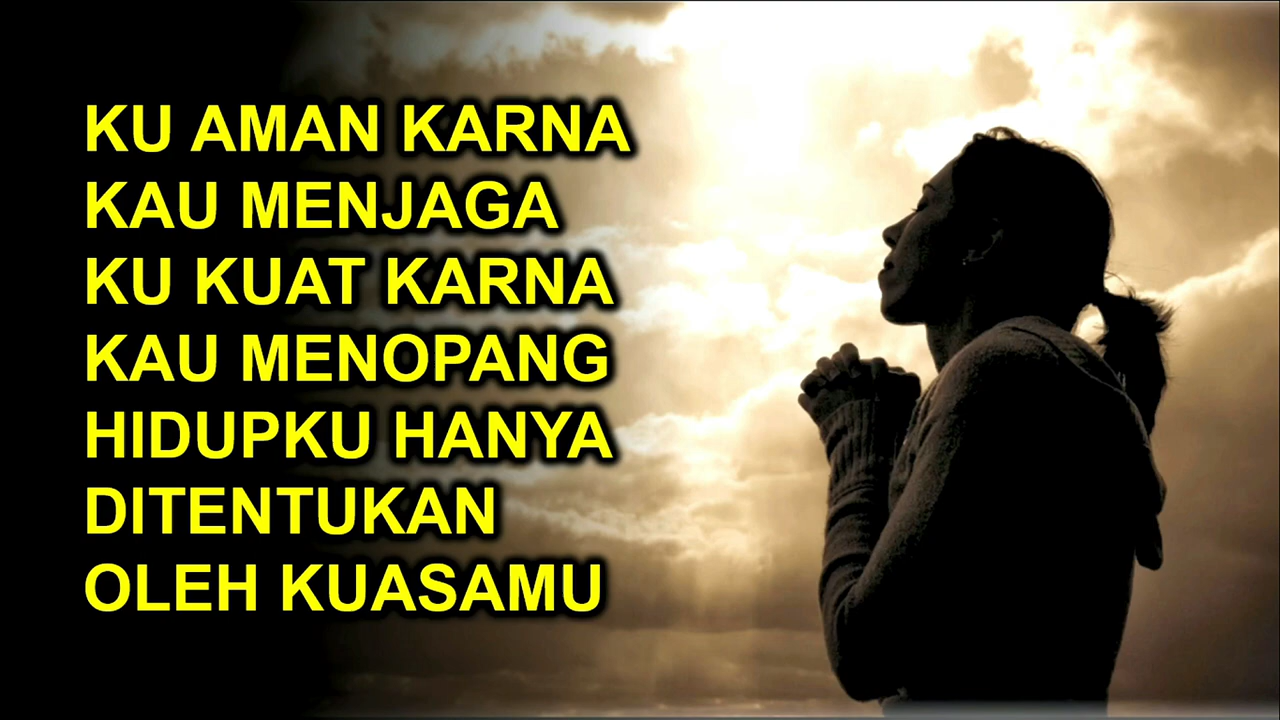 KU AMAN KARNA
KAU MENJAGA
KU KUAT KARNA
KAU MENOPANG
HIDUPKU HANYA
DITENTUKAN
OLEH KUASAMU